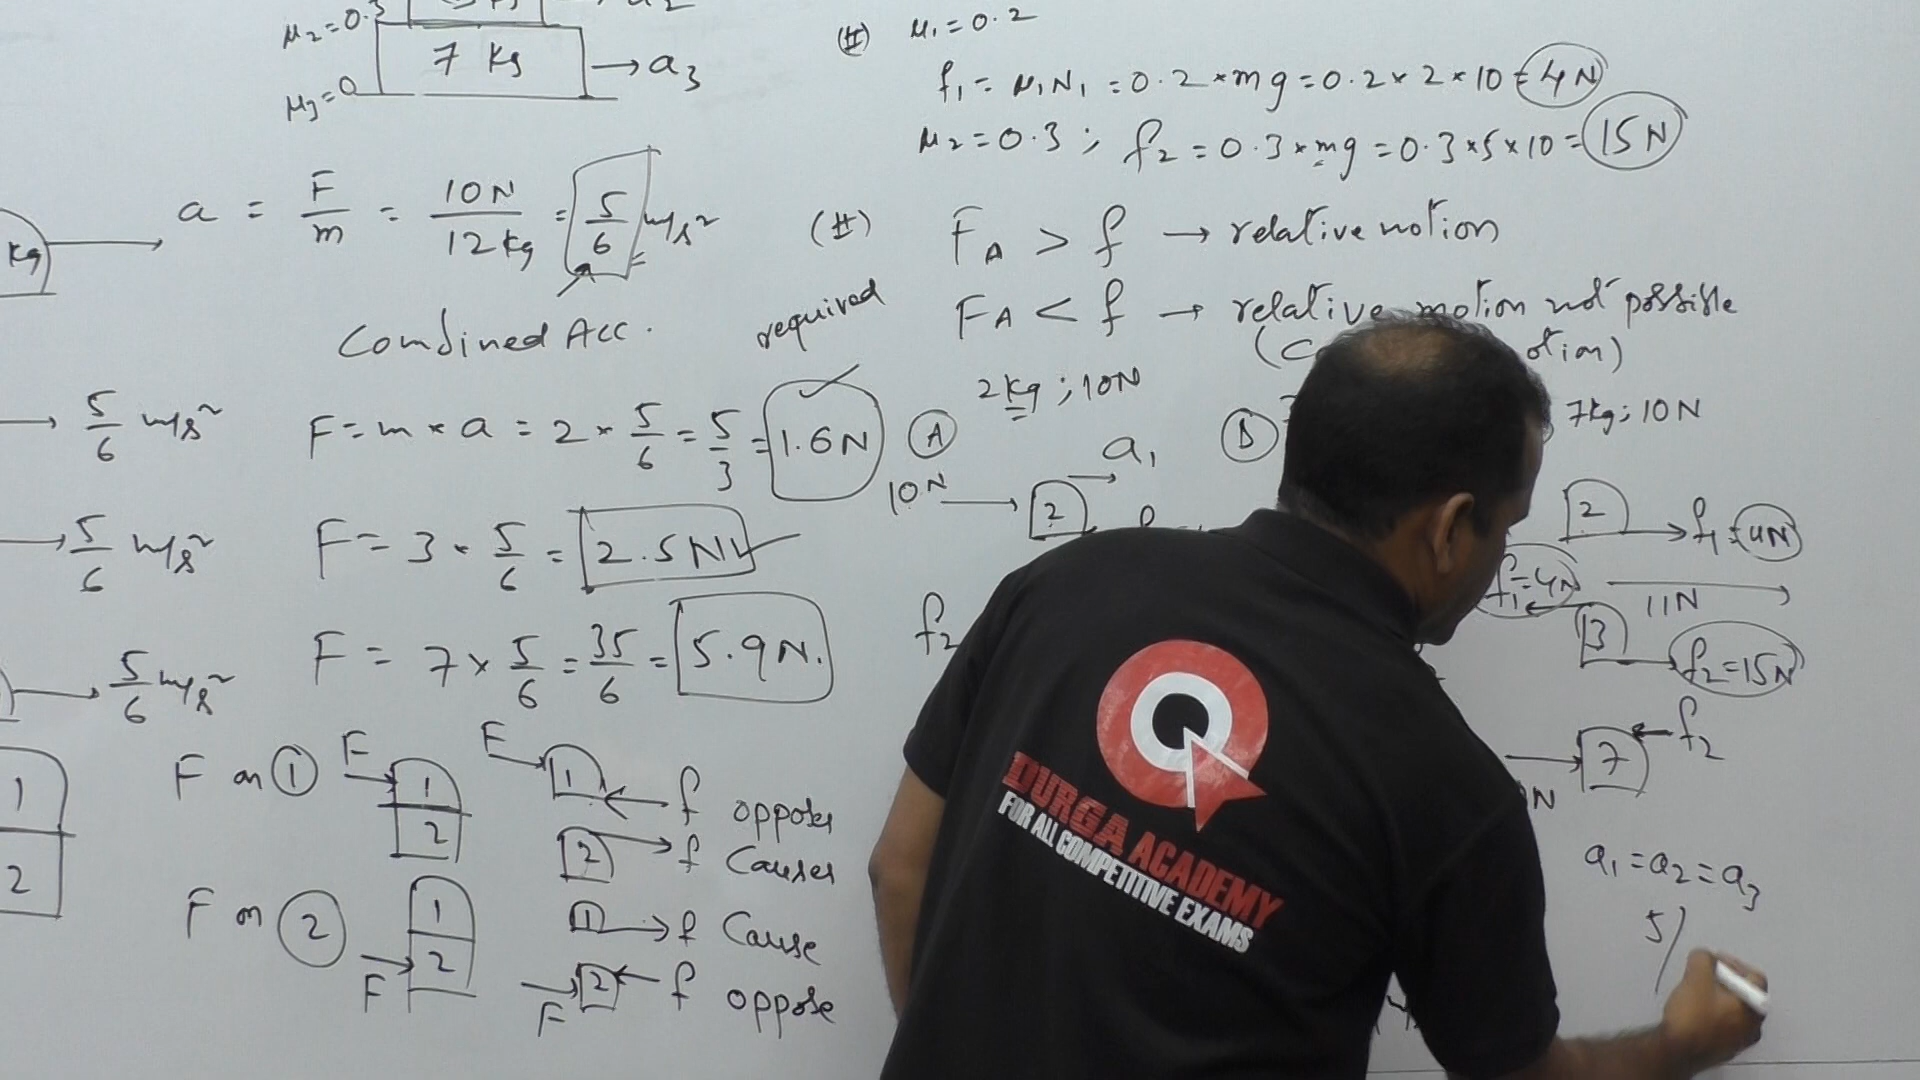 μ₂=0.3
7 Kg → a₃
μ₃=0
(#) μ₁=0.2
f₁= μ₁N₁ =0.2*mg=0.2*2*10=4N
μ₂=0.3; f₂=0.3*mg=0.3*5*10=15N
kg
a = F/m = 10N/12kg = 5/6 m/s²
Combined Acc.
(#) F_A > f → relative motion
F_A < f → relative motion not possible
otion)
→ 5/6 m/s²
F=m*a=2*5/6=5/3=1.6N
required
→ 5/6 m/s²
F= 3*5/6=2.5N
→ 5/6 m/s²
F= 7×5/6=35/6=5.9N.
(A) 2kg;10N
10N → 2 → a₁
f₂
(B)
7kg;10N
2 → f₁=4N
f₁=4N
11N
3 → f₂=15N
N → 7 ← f₂
a₁=a₂=a₃
5/
1
2
F on ①
F → 1
2
F → 1 ← f opposes
2 → f Causes
F on ②
1
F → 2
1 → f Cause
F → 2 ← f oppose
DURGA ACADEMY
FOR ALL COMPETITIVE EXAMS